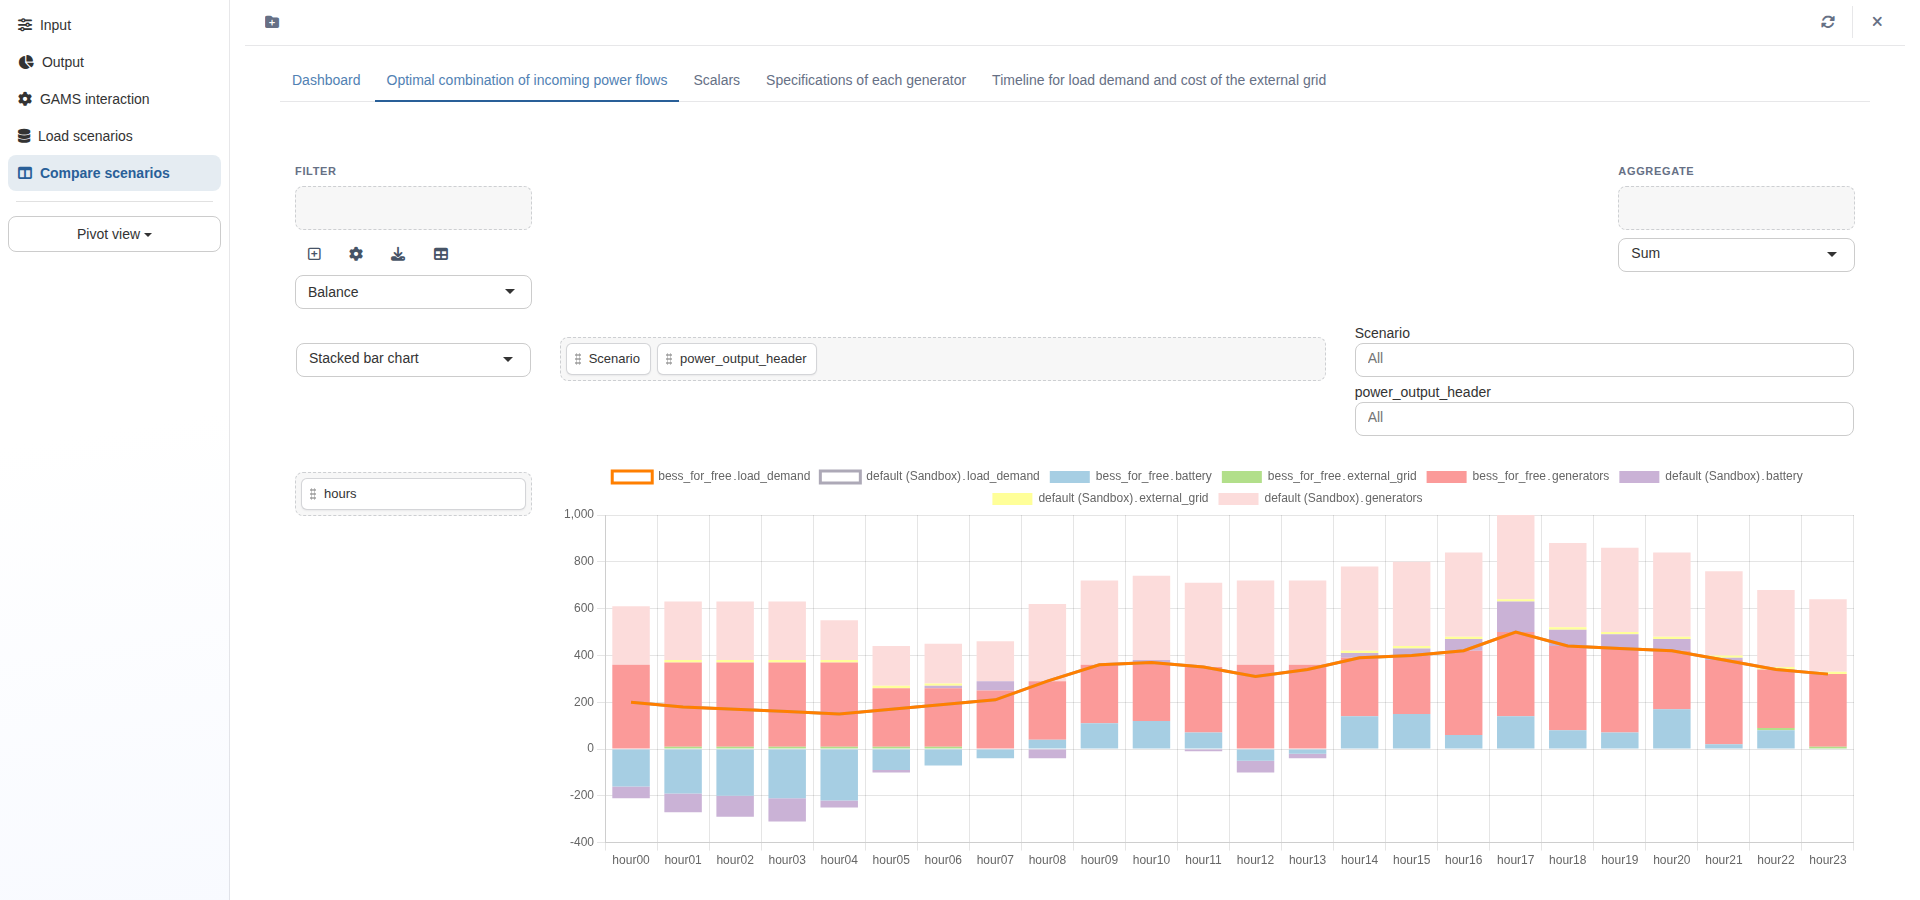 Input
Output
GAMS interaction
Load scenarios
Compare scenarios
Pivot view
Dashboard Optimal combination of incoming power flows Scalars Specifications of each generator Timeline for load demand and cost of the external grid
FILTER
AGGREGATE
Sum
Balance
Stacked bar chart
Scenario power_output_header
Scenario
All
power_output_header
All
hours
bess_for_free.load_demand default (Sandbox).load_demand bess_for_free.battery bess_for_free.external_grid bess_for_free.generators default (Sandbox).battery
default (Sandbox).external_grid default (Sandbox).generators
1,000
800
600
400
200
0
-200
-400
hour00 hour01 hour02 hour03 hour04 hour05 hour06 hour07 hour08 hour09 hour10 hour11 hour12 hour13 hour14 hour15 hour16 hour17 hour18 hour19 hour20 hour21 hour22 hour23